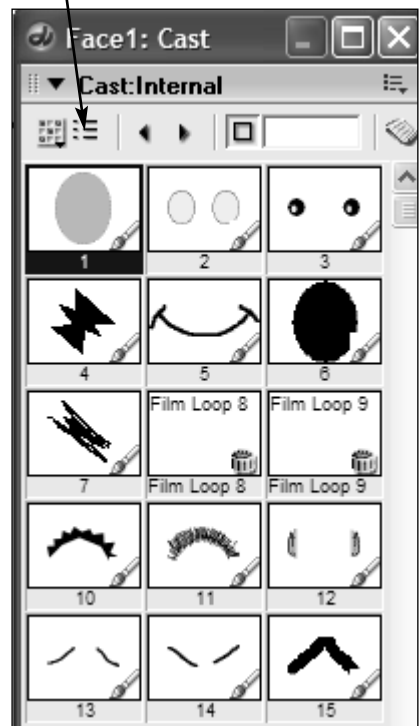 Face1: Cast
Cast:Internal
1 2 3
4 5 6
Film Loop 8 Film Loop 9
7 Film Loop 8 Film Loop 9
10 11 12
13 14 15